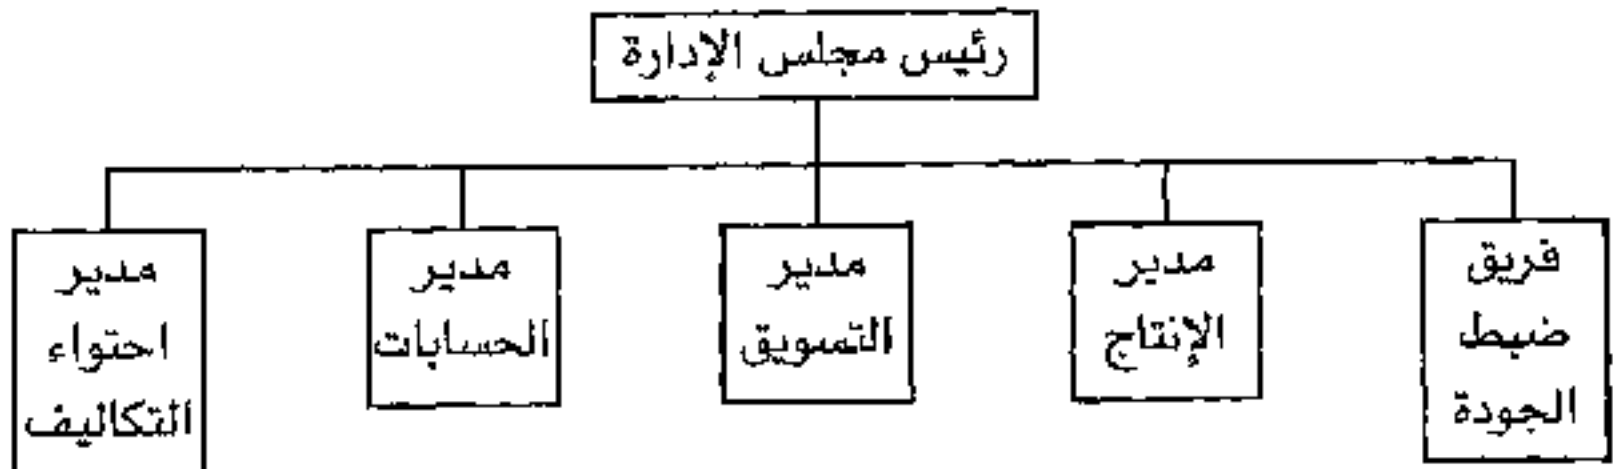 رئيس مجلس الإدارة
فريق
ضبط
الجودة
مدير
الإنتاج
مدير
التسويق
مدير
الحسابات
مدير
احتواء
التكاليف